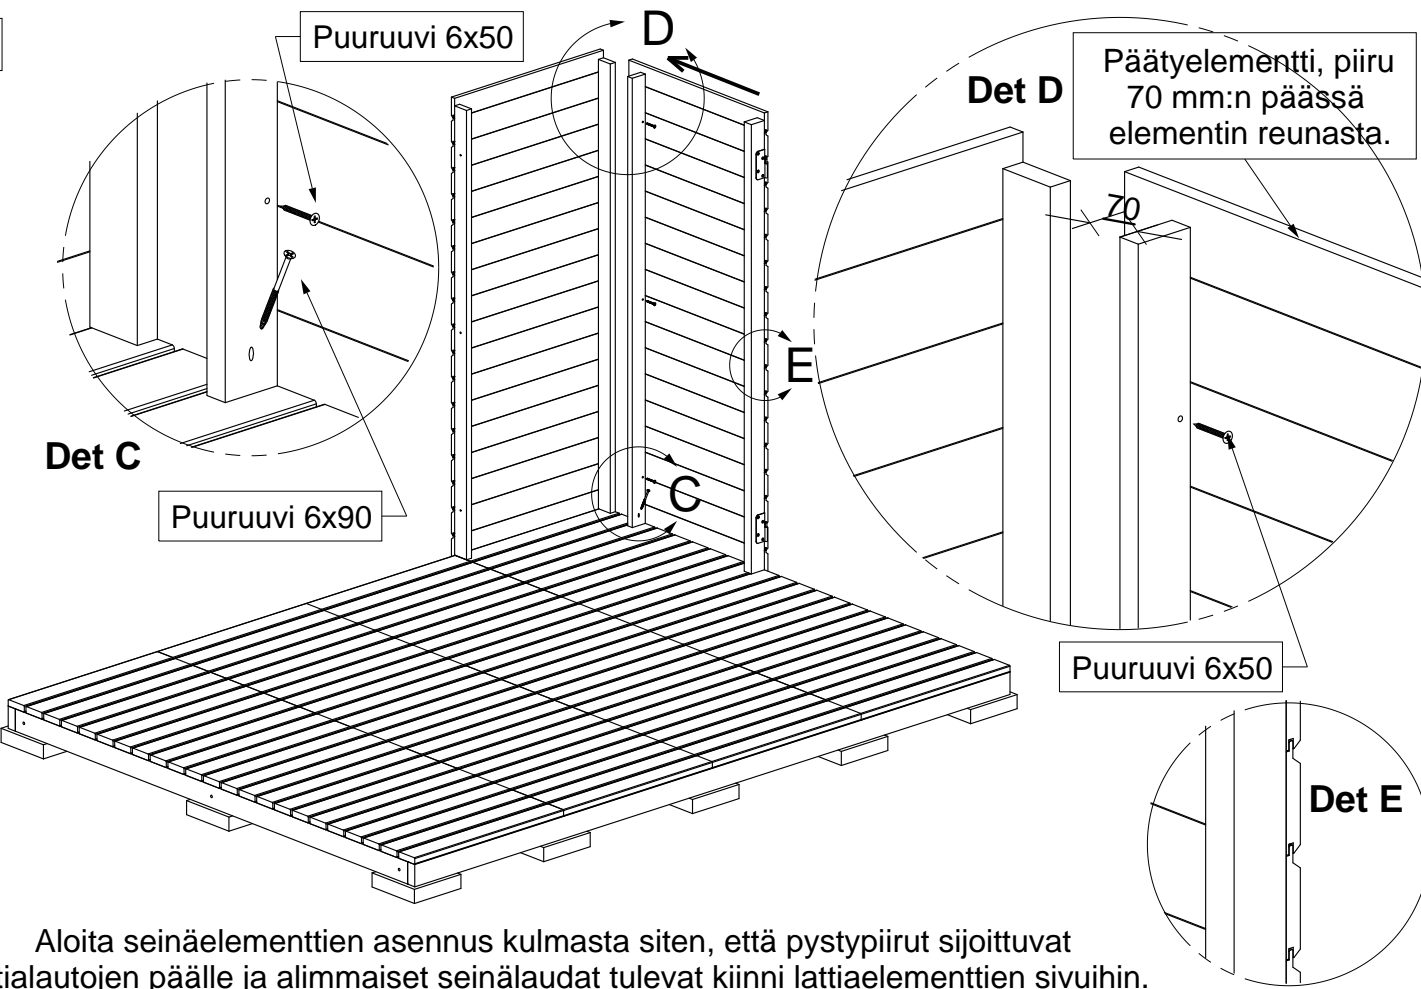 Puuruuvi 6x50
D
Det D
Päätyelementti, piiru
70 mm:n päässä
elementin reunasta.
70
E
C
Det C
Puuruuvi 6x90
Puuruuvi 6x50
Det E
Aloita seinäelementtien asennus kulmasta siten, että pystypiirut sijoittuvat
päälle ja alimmaiset seinälaudat tulevat kiinni lattiaelementtien sivuihin.